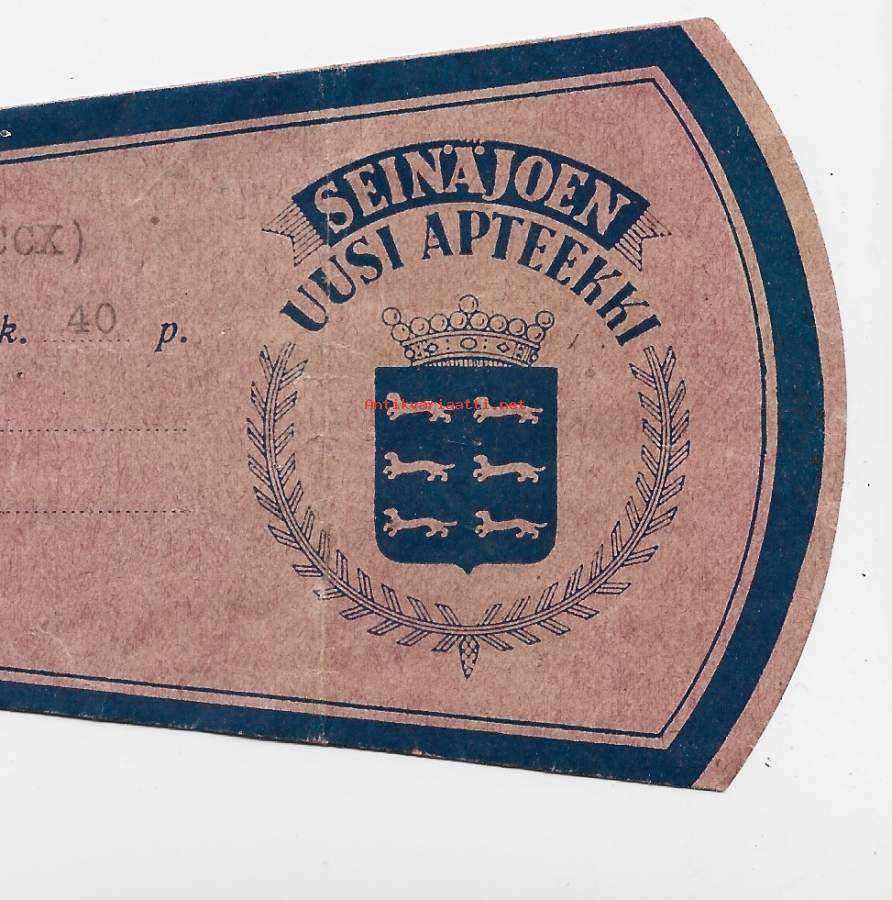 SEINÄJOEN
UUSI APTEEKKI
CCX)
k. 40 p.
Antikvariaatti.net